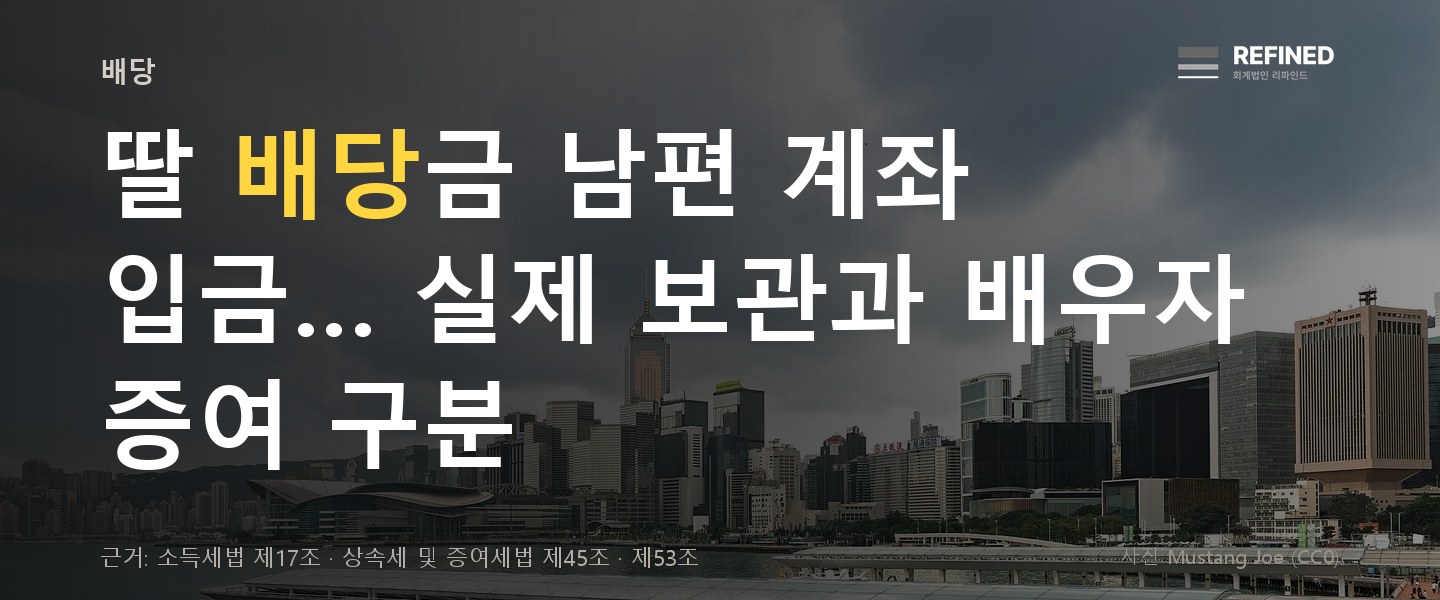 배당
REFINED
회계법인 리파인드
딸 배당금 남편 계좌
입금... 실제 보관과 배우자
증여 구분
근거: 소득세법 제17조 · 상속세 및 증여세법 제45조 · 제53조
사진 Mustang Joe (CC0)